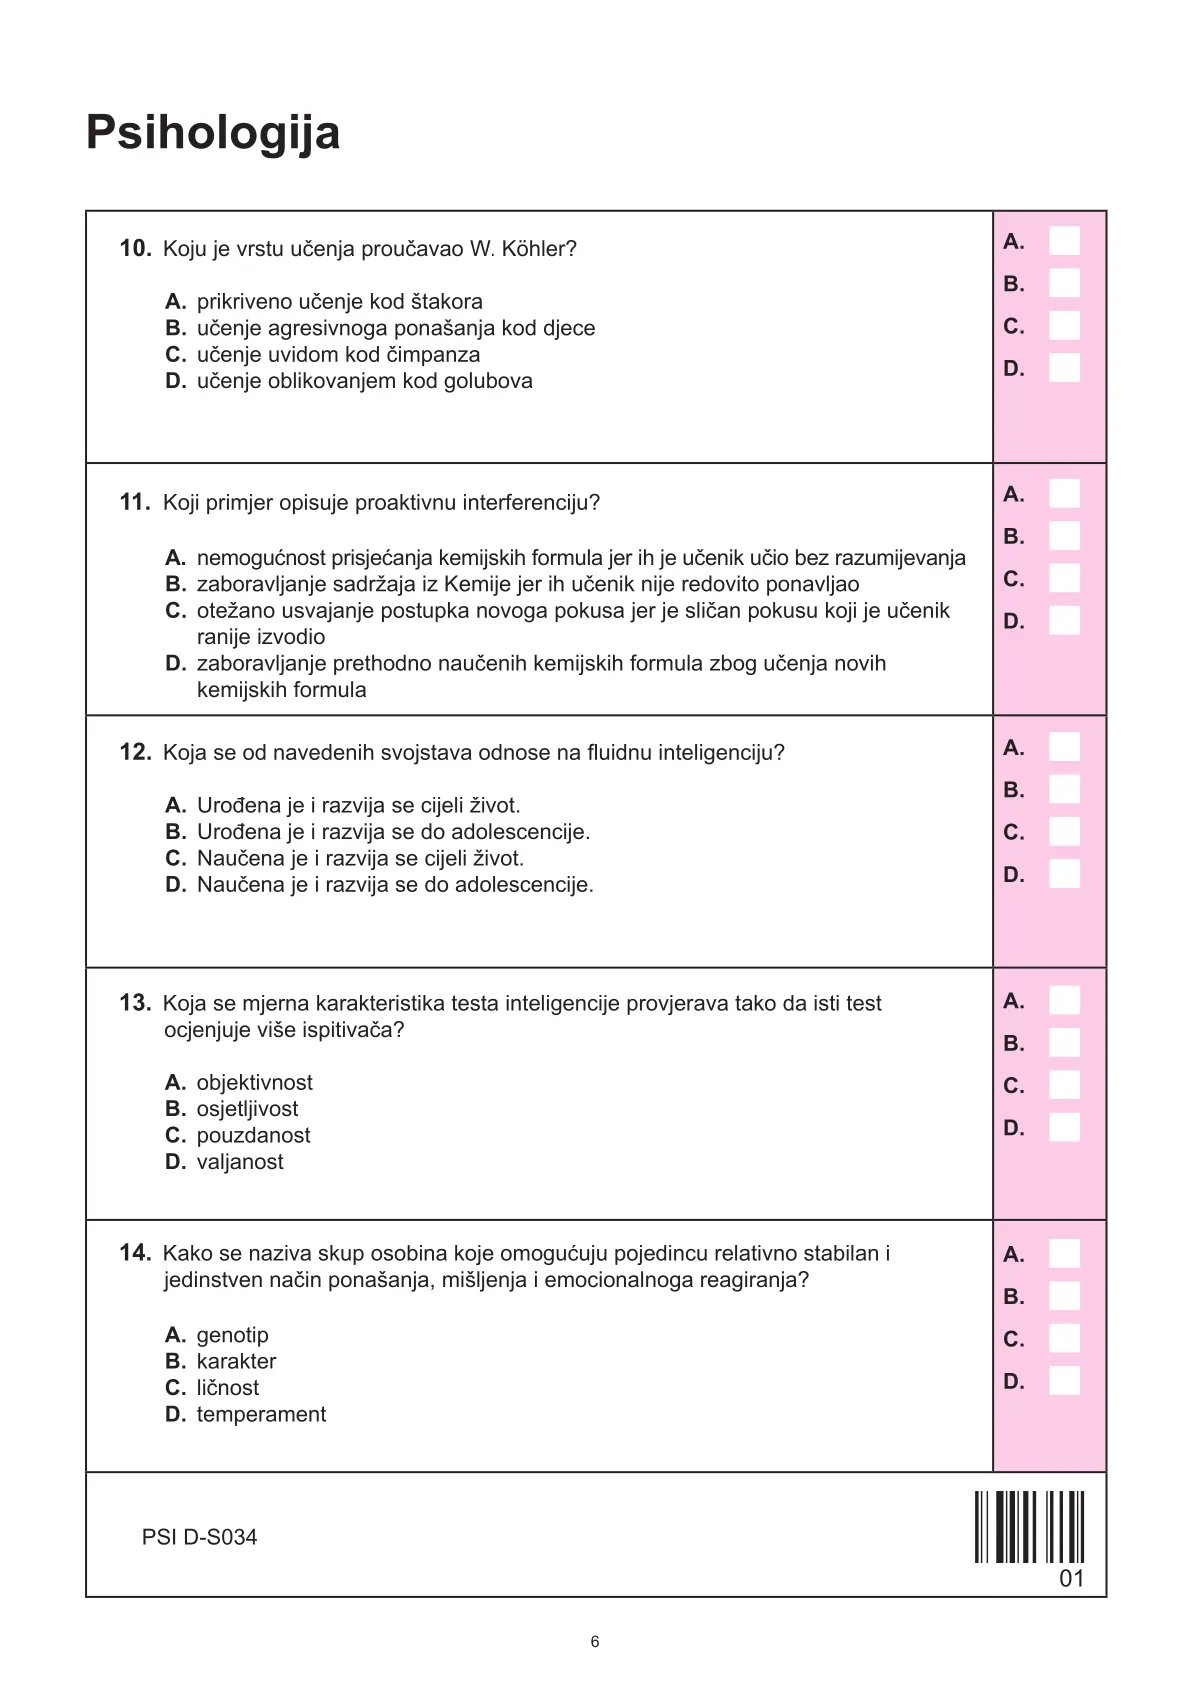 Psihologija
10. Koju je vrstu učenja proučavao W. Köhler?
A. prikriveno učenje kod štakora
B. učenje agresivnoga ponašanja kod djece
C. učenje uvidom kod čimpanza
D. učenje oblikovanjem kod golubova
A.
B.
C.
D.
11. Koji primjer opisuje proaktivnu interferenciju?
A. nemogućnost prisjećanja kemijskih formula jer ih je učenik učio bez razumijevanja
B. zaboravljanje sadržaja iz Kemije jer ih učenik nije redovito ponavljao
C. otežano usvajanje postupka novoga pokusa jer je sličan pokusu koji je učenik
ranije izvodio
D. zaboravljanje prethodno naučenih kemijskih formula zbog učenja novih
kemijskih formula
A.
B.
C.
D.
12. Koja se od navedenih svojstava odnose na fluidnu inteligenciju?
A. Urođena je i razvija se cijeli život.
B. Urođena je i razvija se do adolescencije.
C. Naučena je i razvija se cijeli život.
D. Naučena je i razvija se do adolescencije.
A.
B.
C.
D.
13. Koja se mjerna karakteristika testa inteligencije provjerava tako da isti test
ocjenjuje više ispitivača?
A. objektivnost
B. osjetljivost
C. pouzdanost
D. valjanost
A.
B.
C.
D.
14. Kako se naziva skup osobina koje omogućuju pojedincu relativno stabilan i
jedinstven način ponašanja, mišljenja i emocionalnoga reagiranja?
A. genotip
B. karakter
C. ličnost
D. temperament
A.
B.
C.
D.
PSI D-S034
01
6